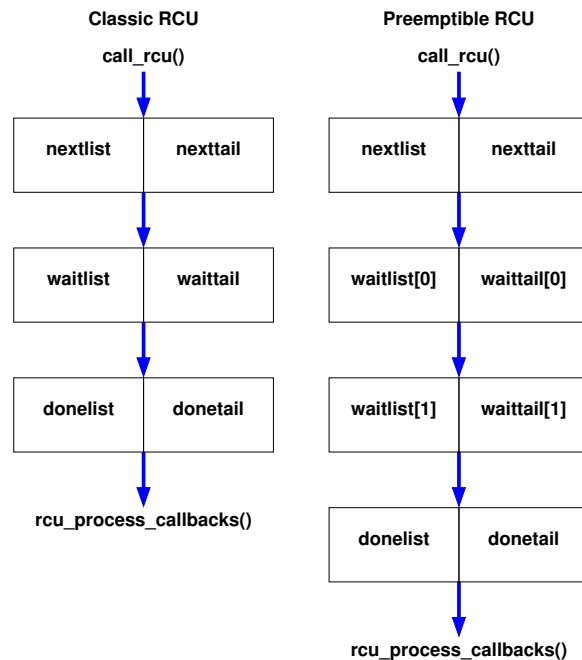 Classic RCU
call_rcu()
nextlist nexttail
waitlist waittail
donelist donetail
rcu_process_callbacks()
Preemptible RCU
call_rcu()
nextlist nexttail
waitlist[0] waittail[0]
waitlist[1] waittail[1]
donelist donetail
rcu_process_callbacks()